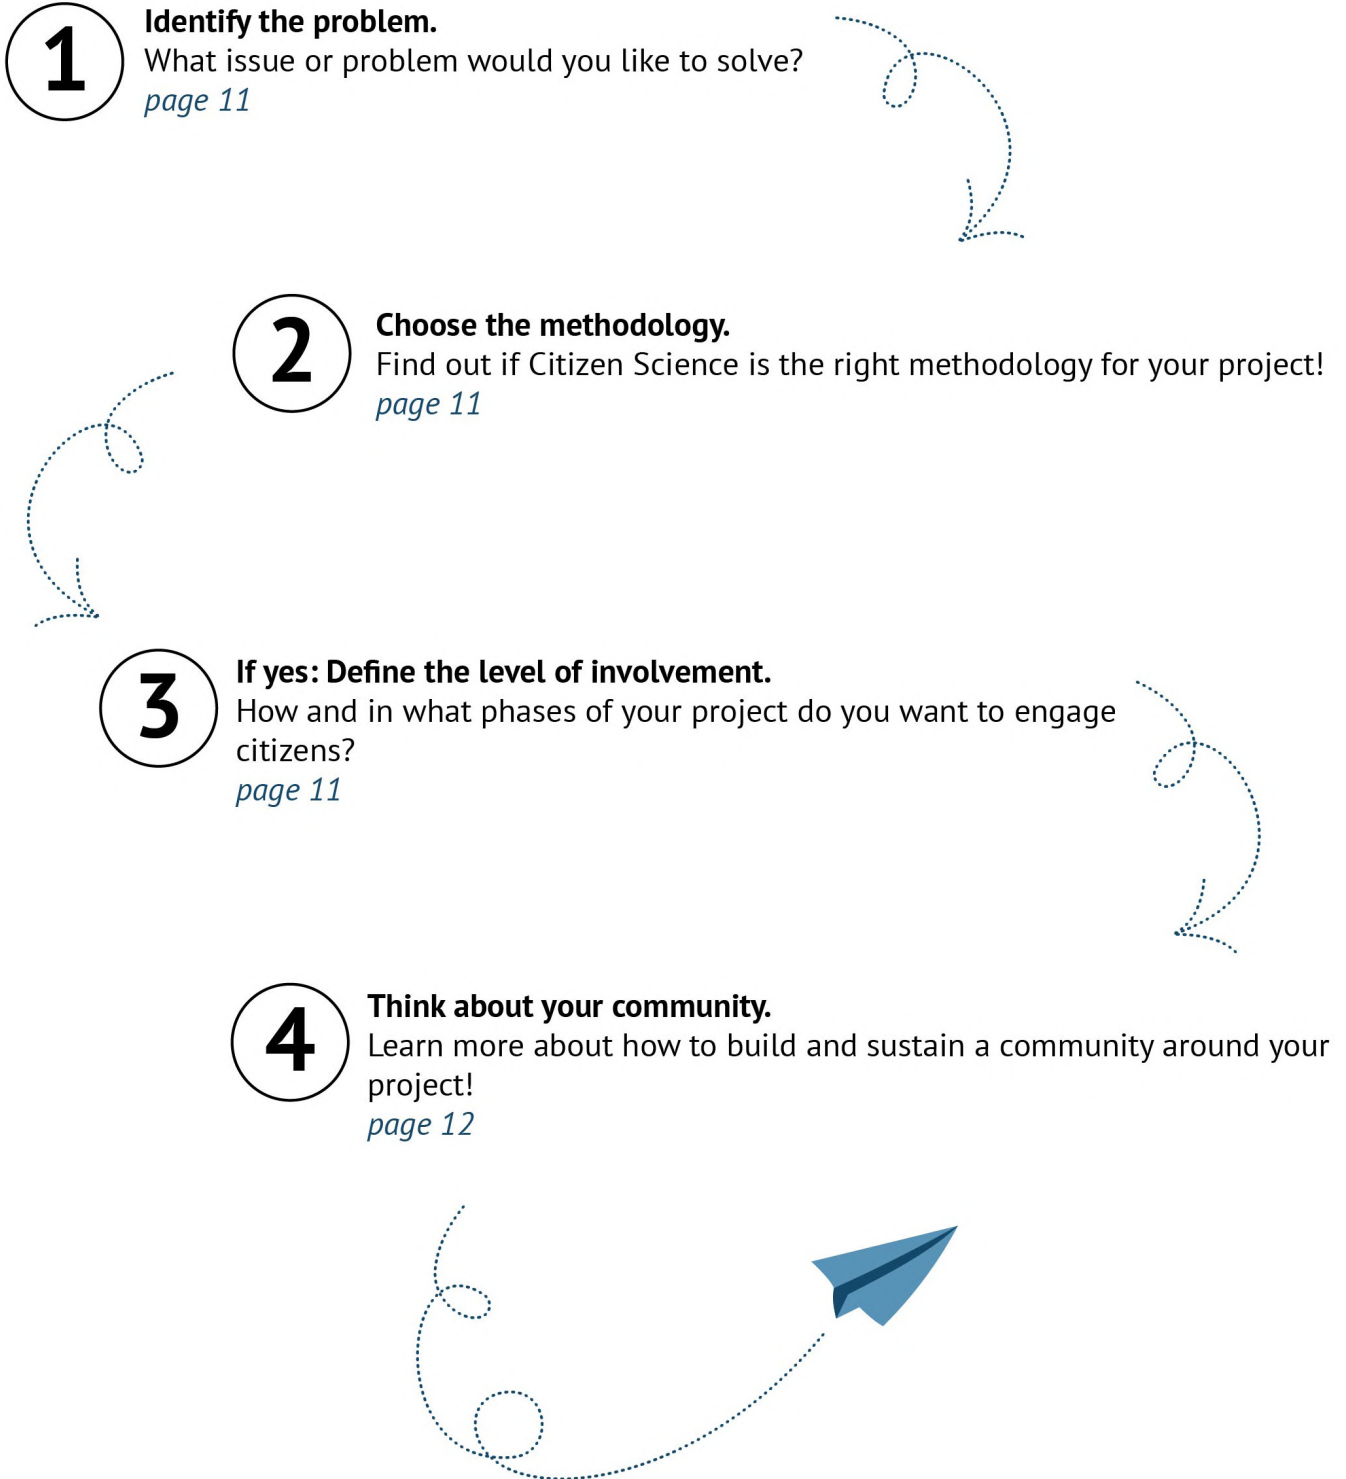 1
Identify the problem.
What issue or problem would you like to solve?
page 11
2
Choose the methodology.
Find out if Citizen Science is the right methodology for your project!
page 11
3
If yes: Define the level of involvement.
How and in what phases of your project do you want to engage
citizens?
page 11
4
Think about your community.
Learn more about how to build and sustain a community around your
project!
page 12